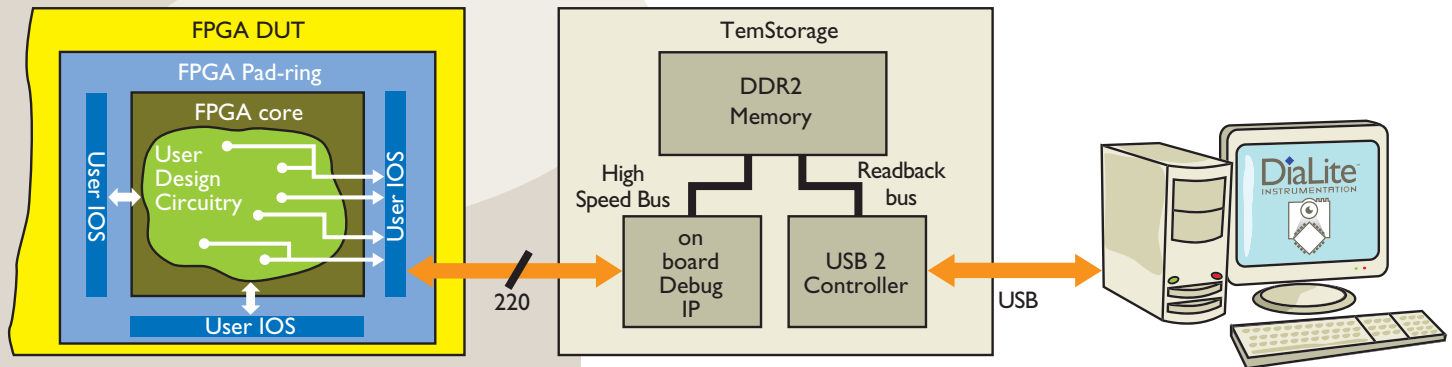 FPGA DUT
FPGA Pad-ring
FPGA core
User
Design
Circuitry
User IOS
User IOS
User IOS
220
TemStorage
DDR2
Memory
High
Speed Bus
Readback
bus
on
board
Debug
IP
USB 2
Controller
USB
DiaLite™
INSTRUMENTATION